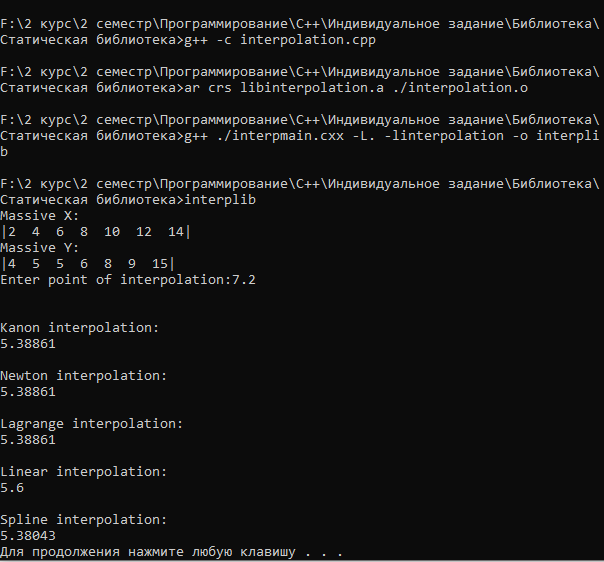 F:\2 курс\2 семестр\Программирование\C++\Индивидуальное задание\Библиотека\
Статическая библиотека>g++ -c interpolation.cpp
F:\2 курс\2 семестр\Программирование\C++\Индивидуальное задание\Библиотека\
Статическая библиотека>ar crs libinterpolation.a ./interpolation.o
F:\2 курс\2 семестр\Программирование\C++\Индивидуальное задание\Библиотека\
Статическая библиотека>g++ ./interpmain.cxx -L. -linterpolation -o interpli
b
F:\2 курс\2 семестр\Программирование\C++\Индивидуальное задание\Библиотека\
Статическая библиотека>interplib
Massive X:
|2  4  6  8  10  12  14|
Massive Y:
|4  5  5  6  8  9  15|
Enter point of interpolation:7.2
Kanon interpolation:
5.38861
Newton interpolation:
5.38861
Lagrange interpolation:
5.38861
Linear interpolation:
5.6
Spline interpolation:
5.38043
Для продолжения нажмите любую клавишу . . .